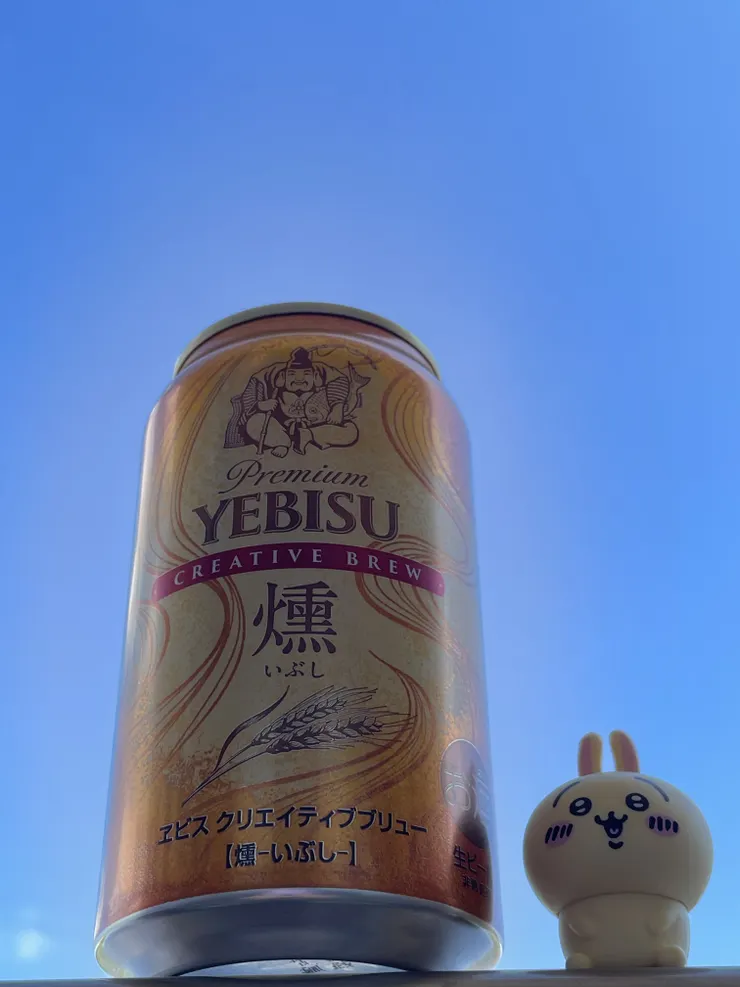 Premium
YEBISU
CREATIVE BREW
燻
いぶし
ヱビス クリエイティブブリュー
【燻-いぶし-】
生ビー